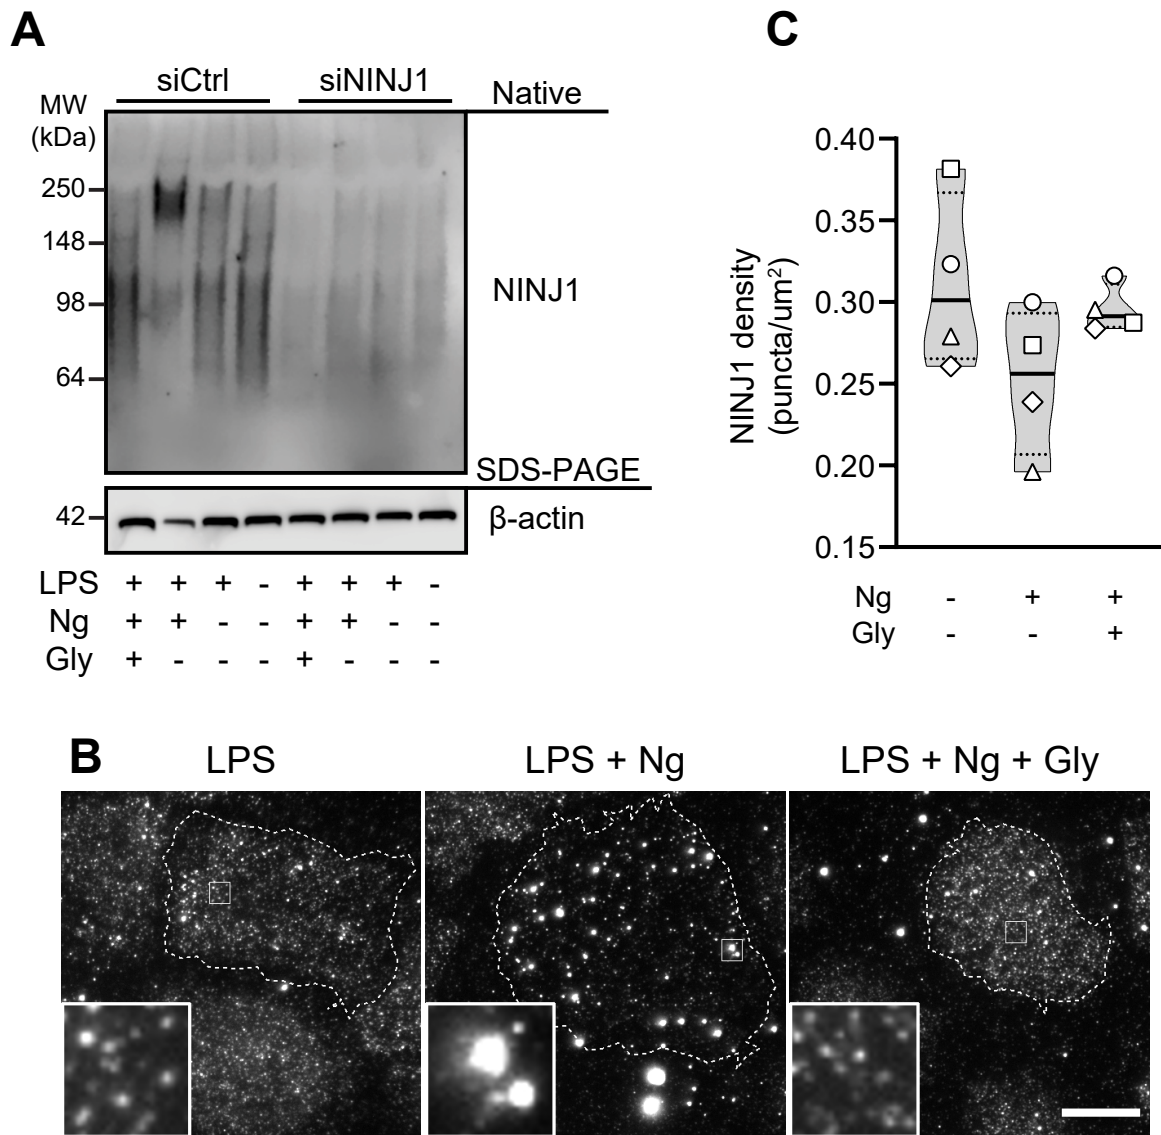 A
siCtrl siNINJ1
MW
(kDa)
Native
250
148
98
64
NINJ1
SDS-PAGE
42
β-actin
LPS + + + - + + + -
Ng + + - - + + - -
Gly + - - - + - - -
C
0.40
0.35
0.30
0.25
0.20
0.15
NINJ1 density
(puncta/um²)
Ng - + +
Gly - - +
B
LPS LPS + Ng LPS + Ng + Gly